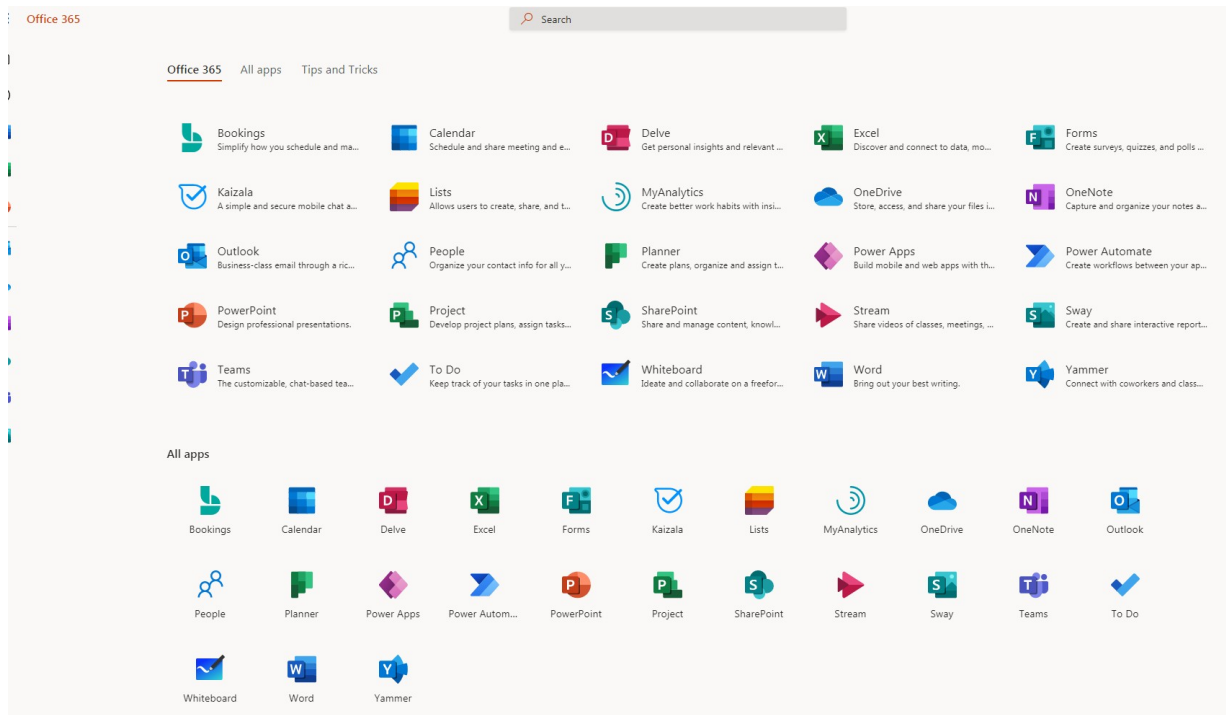 Office 365
Search
Office 365 All apps Tips and Tricks
Bookings Calendar Delve Excel Forms
Simplify how you schedule and ma... Schedule and share meeting and e... Get personal insights and relevant ... Discover and connect to data, mo... Create surveys, quizzes, and polls ...
Kaizala Lists MyAnalytics OneDrive OneNote
A simple and secure mobile chat a... Allows users to create, share, and t... Create better work habits with insi... Store, access, and share your files i... Capture and organize your notes a...
Outlook People Planner Power Apps Power Automate
Business-class email through a ric... Organize your contact info for all y... Create plans, organize and assign t... Build mobile and web apps with th... Create workflows between your ap...
PowerPoint Project SharePoint Stream Sway
Design professional presentations. Develop project plans, assign tasks... Share and manage content, knowl... Share videos of classes, meetings, ... Create and share interactive report...
Teams To Do Whiteboard Word Yammer
The customizable, chat-based tea... Keep track of your tasks in one pla... Ideate and collaborate on a freefor... Bring out your best writing. Connect with coworkers and class...
All apps
Bookings Calendar Delve Excel Forms Kaizala Lists MyAnalytics OneDrive OneNote Outlook
People Planner Power Apps Power Autom... PowerPoint Project SharePoint Stream Sway Teams To Do
Whiteboard Word Yammer